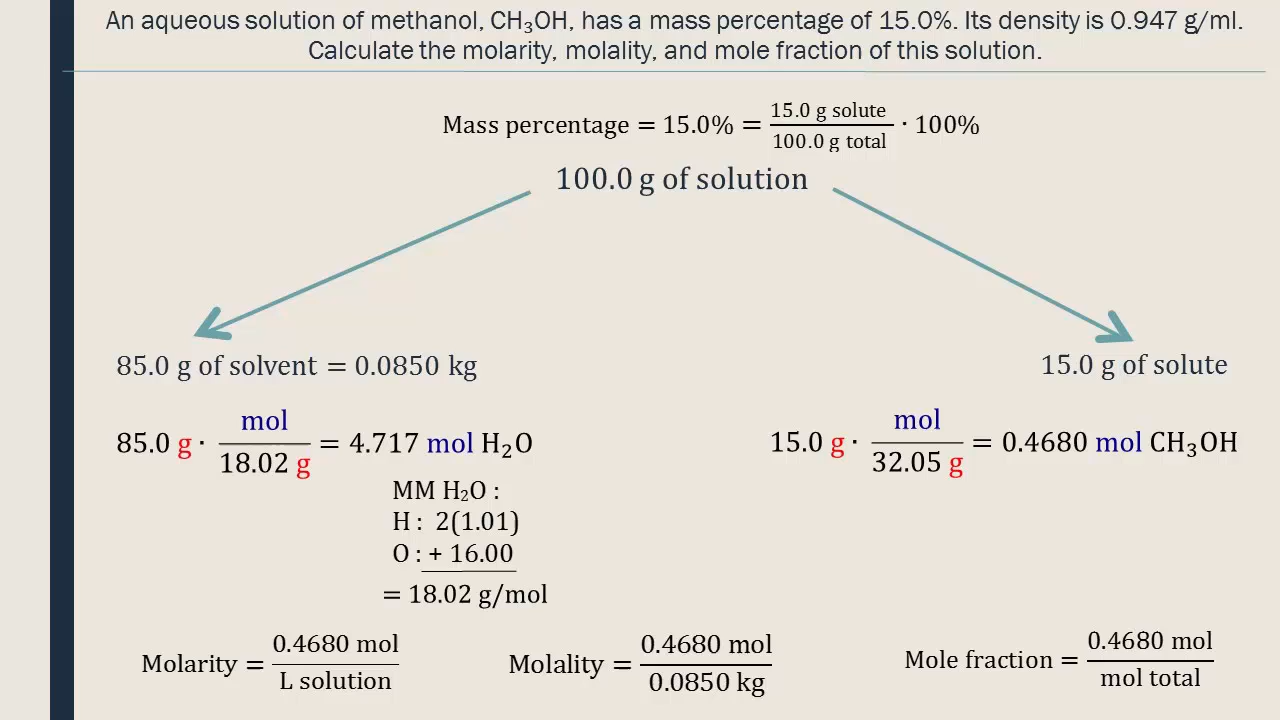 An aqueous solution of methanol, CH₃OH, has a mass percentage of 15.0%. Its density is 0.947 g/ml.
Calculate the molarity, molality, and mole fraction of this solution.
Mass percentage = 15.0% = 15.0 g solute / 100.0 g total · 100%
100.0 g of solution
85.0 g of solvent = 0.0850 kg
15.0 g of solute
85.0 g · mol / 18.02 g = 4.717 mol H₂O
15.0 g · mol / 32.05 g = 0.4680 mol CH₃OH
MM H₂O :
H : 2(1.01)
O : + 16.00
= 18.02 g/mol
Molarity = 0.4680 mol / L solution
Molality = 0.4680 mol / 0.0850 kg
Mole fraction = 0.4680 mol / mol total